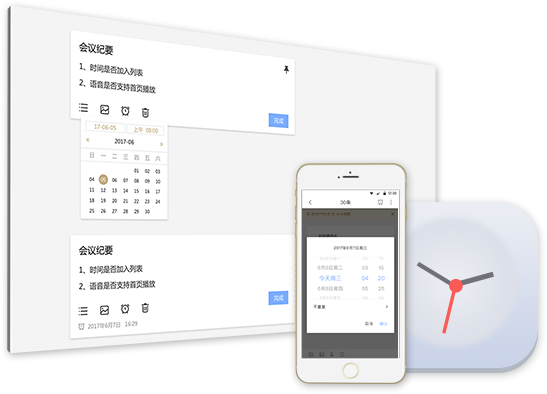 会议纪要
1、时间是否加入列表
2、语音是否支持首页播放
完成
17-06-05 上午 08:00
< 2017-06 >
日 一 二 三 四 五 六
01 02 03
04 05 06 07 08 09 10
11 12 13 14 15 16 17
18 19 20 21 22 23 24
25 26 27 28 29 30
会议纪要
1、时间是否加入列表
2、语音是否支持首页播放
完成
2017年6月7日 16:29
2017年6月7日周三
6月6日周二 03 15
今天周三 04 20
6月8日周四 05 25
不重复
取消 确认